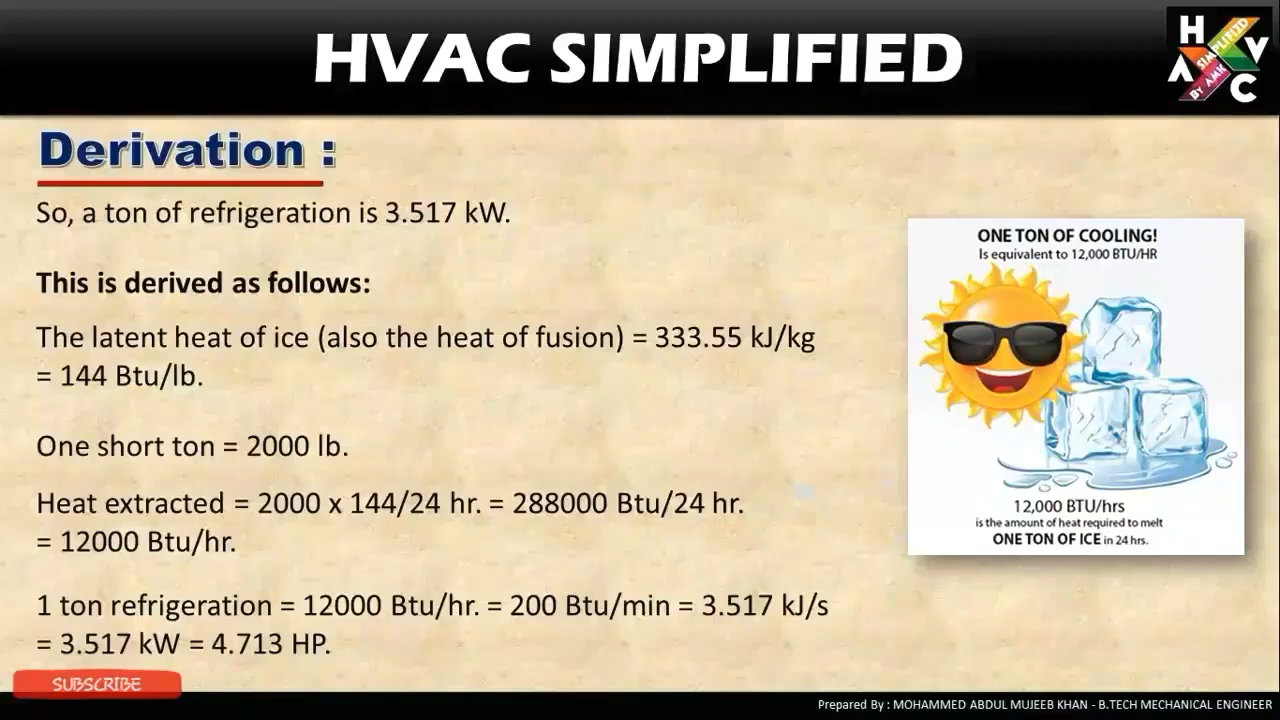 HVAC SIMPLIFIED
H
V
A
C
SIMPLIFIED
BY AMK
Derivation :
So, a ton of refrigeration is 3.517 kW.
This is derived as follows:
The latent heat of ice (also the heat of fusion) = 333.55 kJ/kg
= 144 Btu/lb.
One short ton = 2000 lb.
Heat extracted = 2000 x 144/24 hr. = 288000 Btu/24 hr.
= 12000 Btu/hr.
1 ton refrigeration = 12000 Btu/hr. = 200 Btu/min = 3.517 kJ/s
= 3.517 kW = 4.713 HP.
ONE TON OF COOLING!
Is equivalent to 12,000 BTU/HR
12,000 BTU/hrs
is the amount of heat required to melt
ONE TON OF ICE in 24 hrs.
SUBSCRIBE
Prepared By : MOHAMMED ABDUL MUJEEB KHAN - B.TECH MECHANICAL ENGINEER